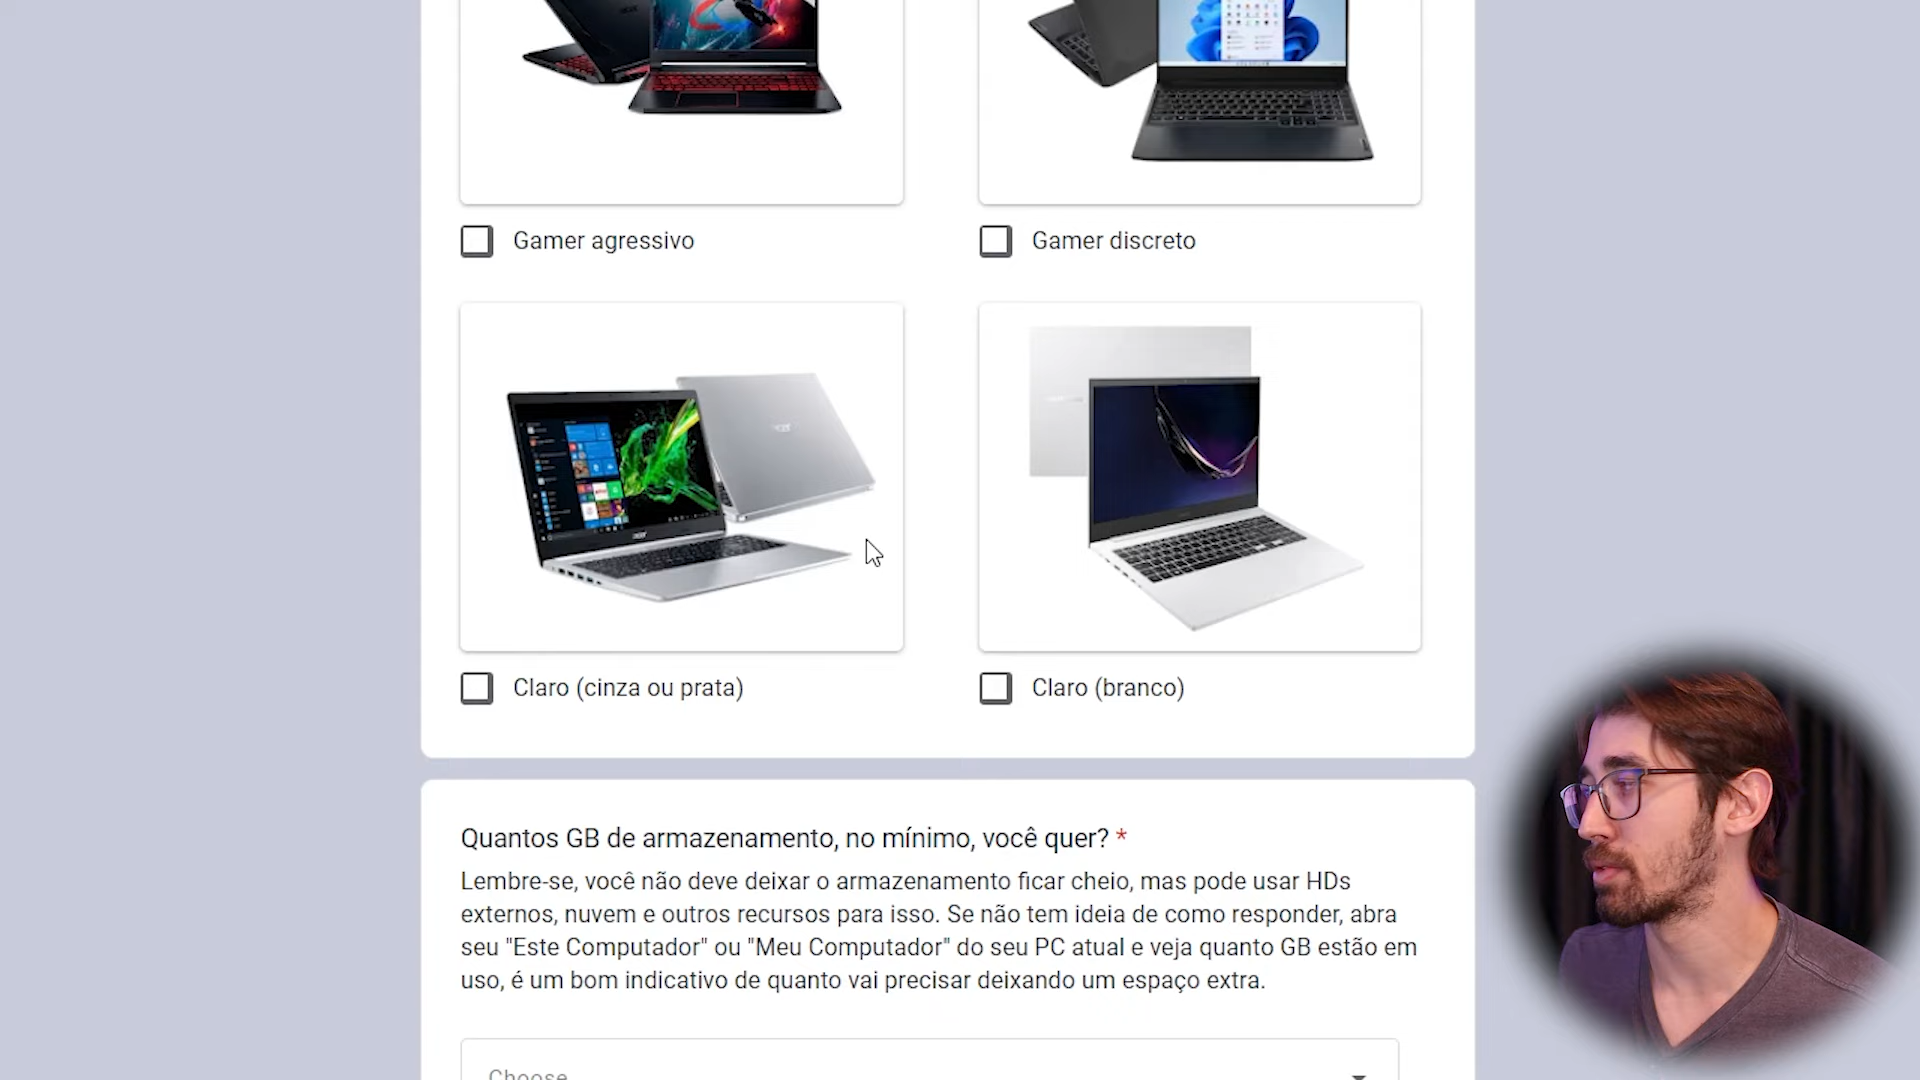 Gamer agressivo
Gamer discreto
acer
acer
Claro (cinza ou prata)
Claro (branco)
Quantos GB de armazenamento, no mínimo, você quer? *
Lembre-se, você não deve deixar o armazenamento ficar cheio, mas pode usar HDs
externos, nuvem e outros recursos para isso. Se não tem ideia de como responder, abra
seu "Este Computador" ou "Meu Computador" do seu PC atual e veja quanto GB estão em
uso, é um bom indicativo de quanto vai precisar deixando um espaço extra.
Choose